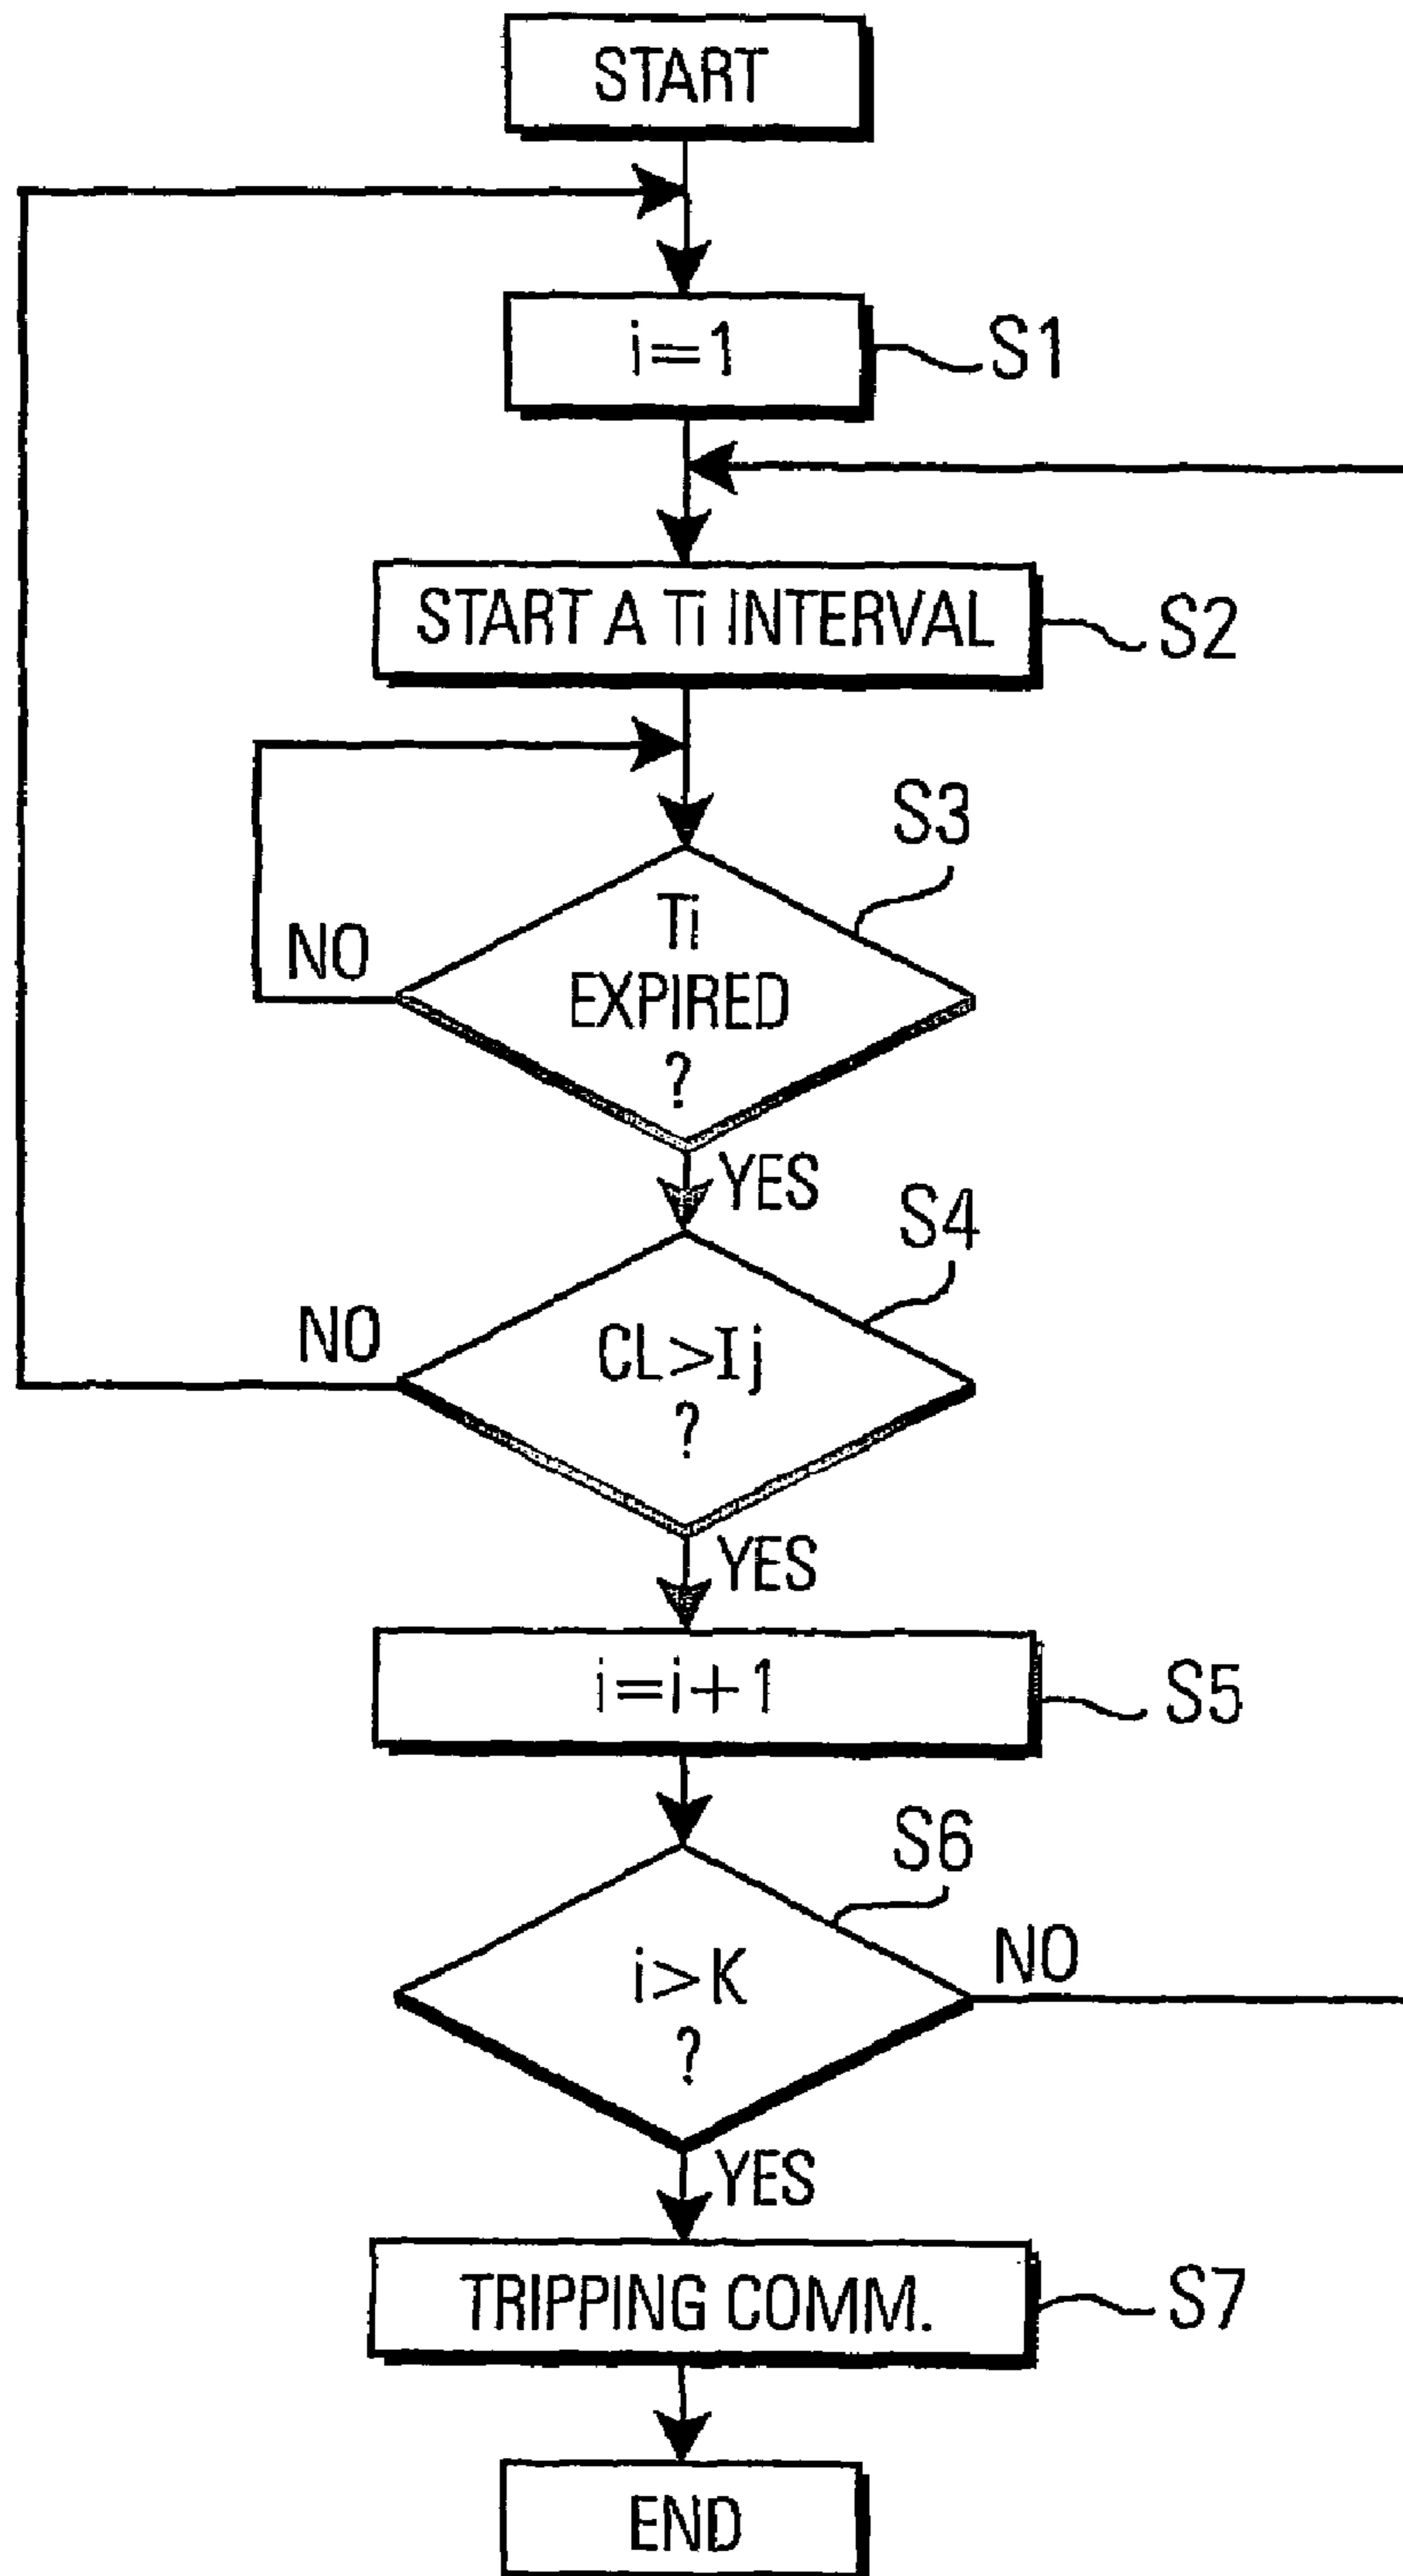 START
i=1
S1
START A Ti INTERVAL
S2
S3
Ti
EXPIRED
?
NO
YES
S4
CL>Ij
?
NO
YES
i=i+1
S5
S6
i>K
?
NO
YES
TRIPPING COMM.
S7
END